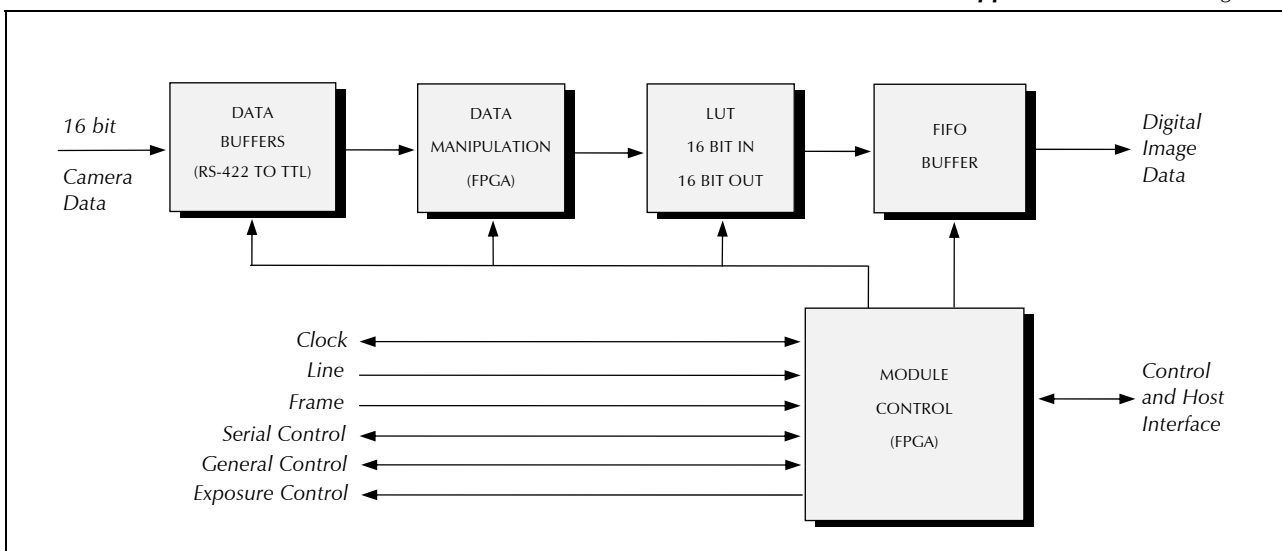 16 bit
Camera
Data
DATA
BUFFERS
(RS-422 TO TTL)
DATA
MANIPULATION
(FPGA)
LUT
16 BIT IN
16 BIT OUT
FIFO
BUFFER
Digital
Image
Data
Clock
Line
Frame
Serial Control
General Control
Exposure Control
MODULE
CONTROL
(FPGA)
Control
and Host
Interface